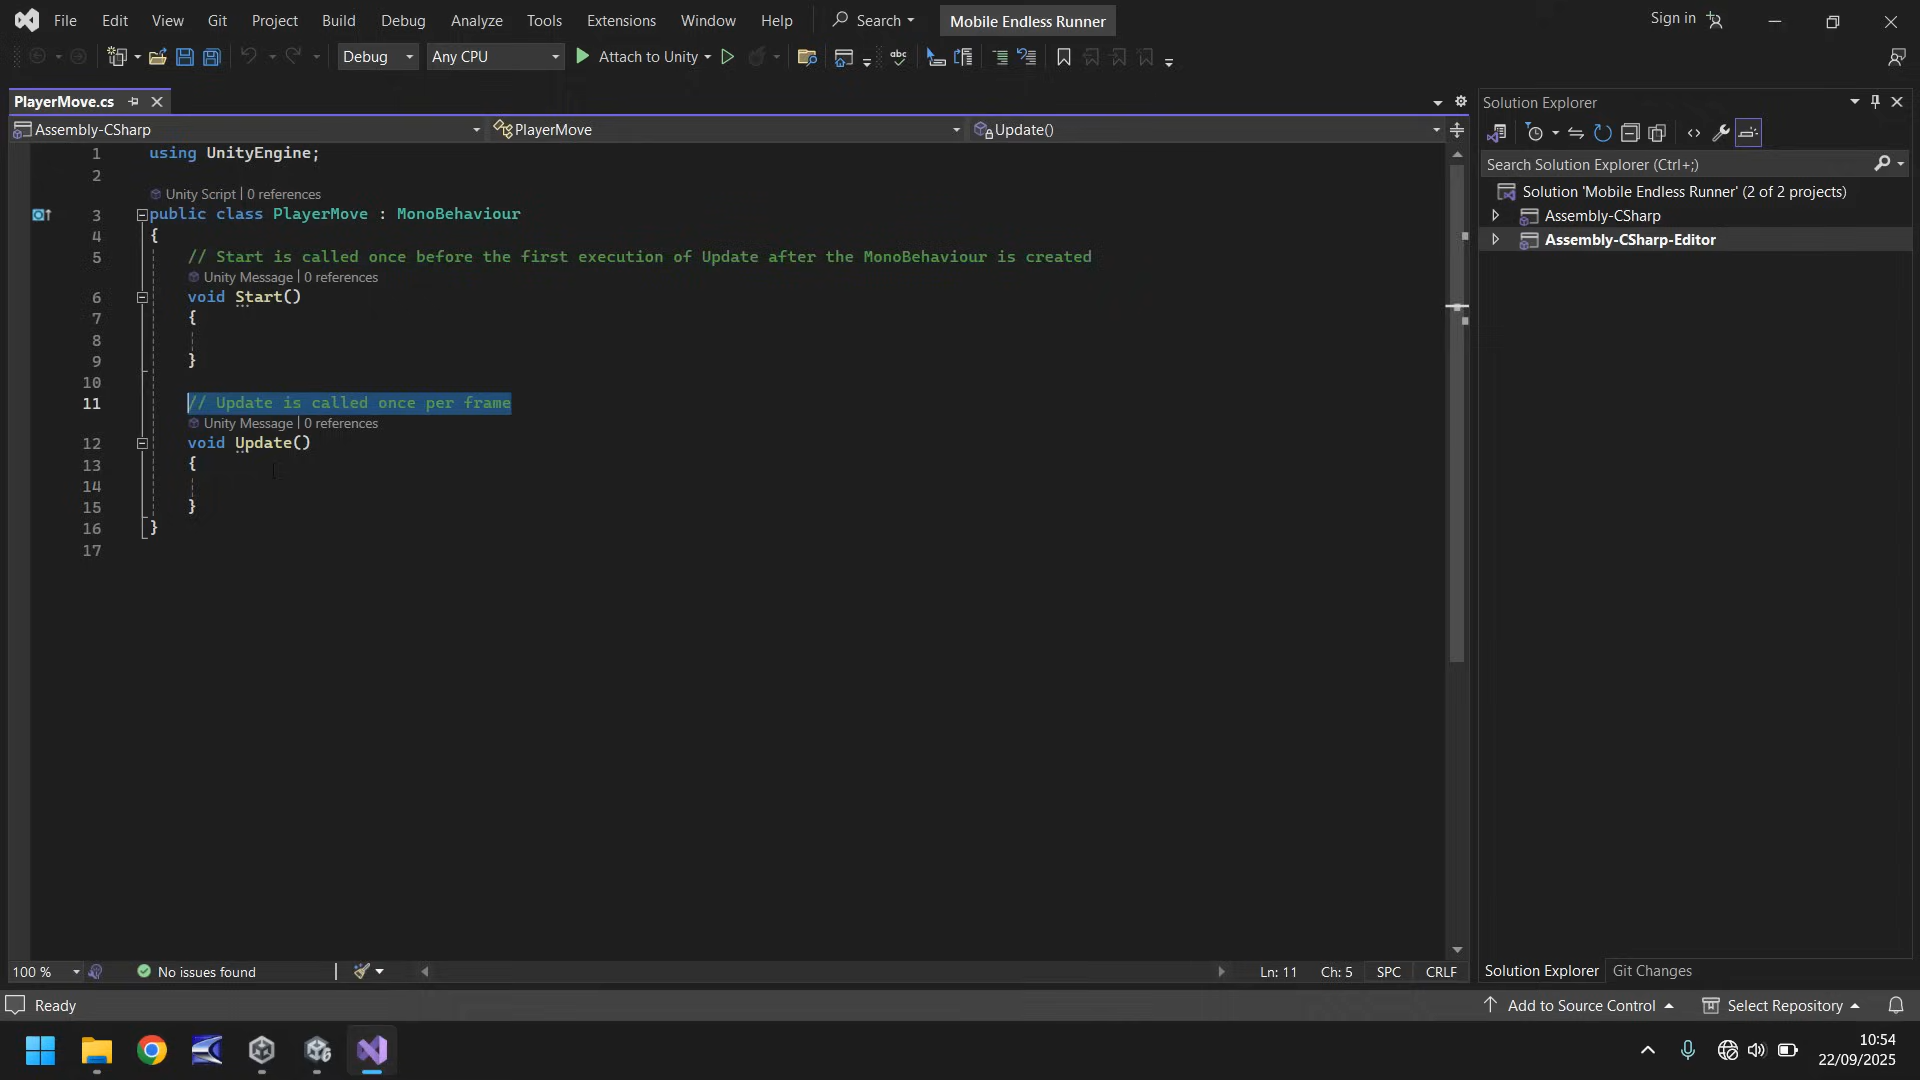 File Edit View Git Project Build Debug Analyze Tools Extensions Window Help Search Mobile Endless Runner Sign in
Debug Any CPU Attach to Unity
PlayerMove.cs
Assembly-CSharp PlayerMove Update()
1 using UnityEngine;
2
Unity Script | 0 references
3 public class PlayerMove : MonoBehaviour
4 {
5 // Start is called once before the first execution of Update after the MonoBehaviour is created
Unity Message | 0 references
6 void Start()
7 {
8
9 }
10
11 // Update is called once per frame
Unity Message | 0 references
12 void Update()
13 {
14
15 }
16 }
17
100 % No issues found Ln: 11 Ch: 5 SPC CRLF
Solution Explorer
Search Solution Explorer (Ctrl+;)
Solution 'Mobile Endless Runner' (2 of 2 projects)
Assembly-CSharp
Assembly-CSharp-Editor
Solution Explorer Git Changes
Ready Add to Source Control Select Repository
10:54
22/09/2025